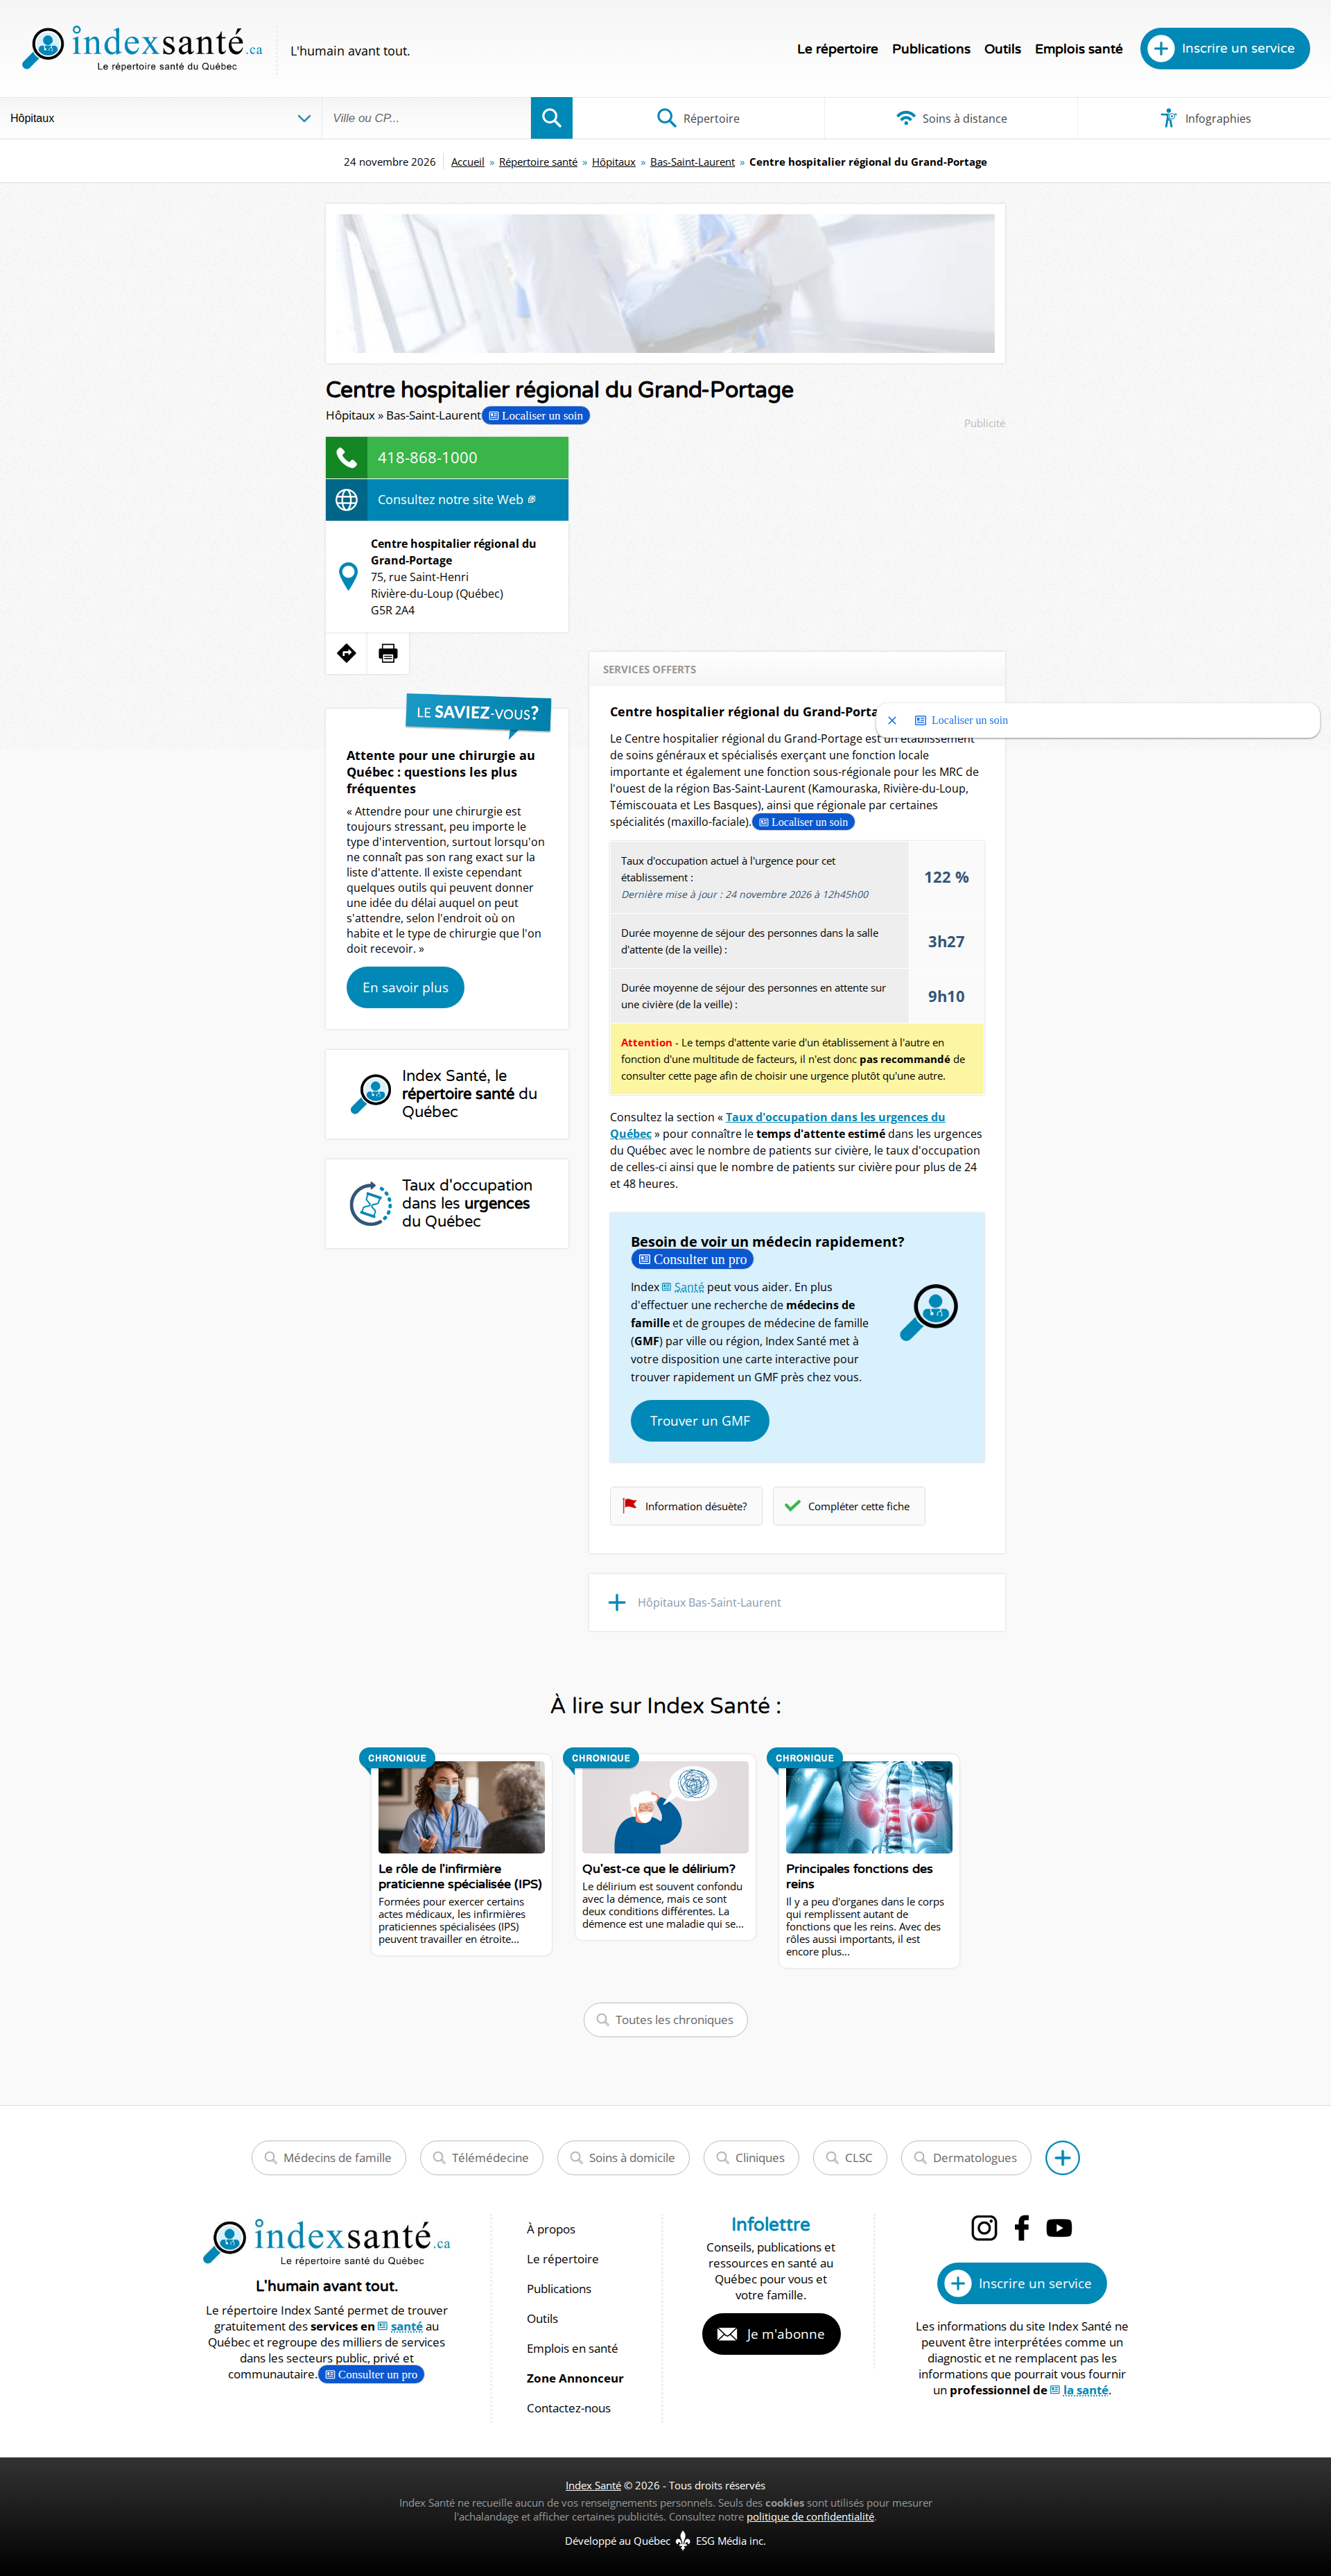 indexsanté.ca
Le répertoire santé du Québec
L'humain avant tout.
Le répertoire
Publications
Outils
Emplois santé
Inscrire un service
Hôpitaux
Ville ou CP...
Répertoire
Soins à distance
Infographies
24 novembre 2026
Accueil » Répertoire santé » Hôpitaux » Bas-Saint-Laurent » Centre hospitalier régional du Grand-Portage
Centre hospitalier régional du Grand-Portage
Hôpitaux » Bas-Saint-Laurent Localiser un soin
Publicité
418-868-1000
Consultez notre site Web
Centre hospitalier régional du
Grand-Portage
75, rue Saint-Henri
Rivière-du-Loup (Québec)
G5R 2A4
LE SAVIEZ-VOUS?
Attente pour une chirurgie au
Québec : questions les plus
fréquentes
« Attendre pour une chirurgie est
toujours stressant, peu importe le
type d'intervention, surtout lorsqu'on
ne connaît pas son rang exact sur la
liste d'attente. Il existe cependant
quelques outils qui peuvent donner
une idée du délai auquel on peut
s'attendre, selon l'endroit où on
habite et le type de chirurgie que l'on
doit recevoir. »
En savoir plus
Index Santé, le
répertoire santé du
Québec
Taux d'occupation
dans les urgences
du Québec
SERVICES OFFERTS
Centre hospitalier régional du Grand-Porta
Localiser un soin
Le Centre hospitalier régional du Grand-Portage est un établissement
de soins généraux et spécialisés exerçant une fonction locale
importante et également une fonction sous-régionale pour les MRC de
l'ouest de la région Bas-Saint-Laurent (Kamouraska, Rivière-du-Loup,
Témiscouata et Les Basques), ainsi que régionale par certaines
spécialités (maxillo-faciale). Localiser un soin
Taux d'occupation actuel à l'urgence pour cet
établissement :
Dernière mise à jour : 24 novembre 2026 à 12h45h00
122 %
Durée moyenne de séjour des personnes dans la salle
d'attente (de la veille) :
3h27
Durée moyenne de séjour des personnes en attente sur
une civière (de la veille) :
9h10
Attention - Le temps d'attente varie d'un établissement à l'autre en
fonction d'une multitude de facteurs, il n'est donc pas recommandé de
consulter cette page afin de choisir une urgence plutôt qu'une autre.
Consultez la section « Taux d'occupation dans les urgences du
Québec » pour connaître le temps d'attente estimé dans les urgences
du Québec avec le nombre de patients sur civière, le taux d'occupation
de celles-ci ainsi que le nombre de patients sur civière pour plus de 24
et 48 heures.
Besoin de voir un médecin rapidement?
Consulter un pro
Index Santé peut vous aider. En plus
d'effectuer une recherche de médecins de
famille et de groupes de médecine de famille
(GMF) par ville ou région, Index Santé met à
votre disposition une carte interactive pour
trouver rapidement un GMF près chez vous.
Trouver un GMF
Information désuète?
Compléter cette fiche
Hôpitaux Bas-Saint-Laurent
À lire sur Index Santé :
CHRONIQUE
Le rôle de l'infirmière
praticienne spécialisée (IPS)
Formées pour exercer certains
actes médicaux, les infirmières
praticiennes spécialisées (IPS)
peuvent travailler en étroite...
CHRONIQUE
Qu'est-ce que le délirium?
Le délirium est souvent confondu
avec la démence, mais ce sont
deux conditions différentes. La
démence est une maladie qui se...
CHRONIQUE
Principales fonctions des
reins
Il y a peu d'organes dans le corps
qui remplissent autant de
fonctions que les reins. Avec des
rôles aussi importants, il est
encore plus...
Toutes les chroniques
Médecins de famille
Télémédecine
Soins à domicile
Cliniques
CLSC
Dermatologues
indexsanté.ca
Le répertoire santé du Québec
L'humain avant tout.
Le répertoire Index Santé permet de trouver
gratuitement des services en santé au
Québec et regroupe des milliers de services
dans les secteurs public, privé et
communautaire. Consulter un pro
À propos
Le répertoire
Publications
Outils
Emplois en santé
Zone Annonceur
Contactez-nous
Infolettre
Conseils, publications et
ressources en santé au
Québec pour vous et
votre famille.
Je m'abonne
Inscrire un service
Les informations du site Index Santé ne
peuvent être interprétées comme un
diagnostic et ne remplacent pas les
informations que pourrait vous fournir
un professionnel de la santé.
Index Santé © 2026 - Tous droits réservés
Index Santé ne recueille aucun de vos renseignements personnels. Seuls des cookies sont utilisés pour mesurer
l'achalandage et afficher certaines publicités. Consultez notre politique de confidentialité.
Développé au Québec ESG Média inc.